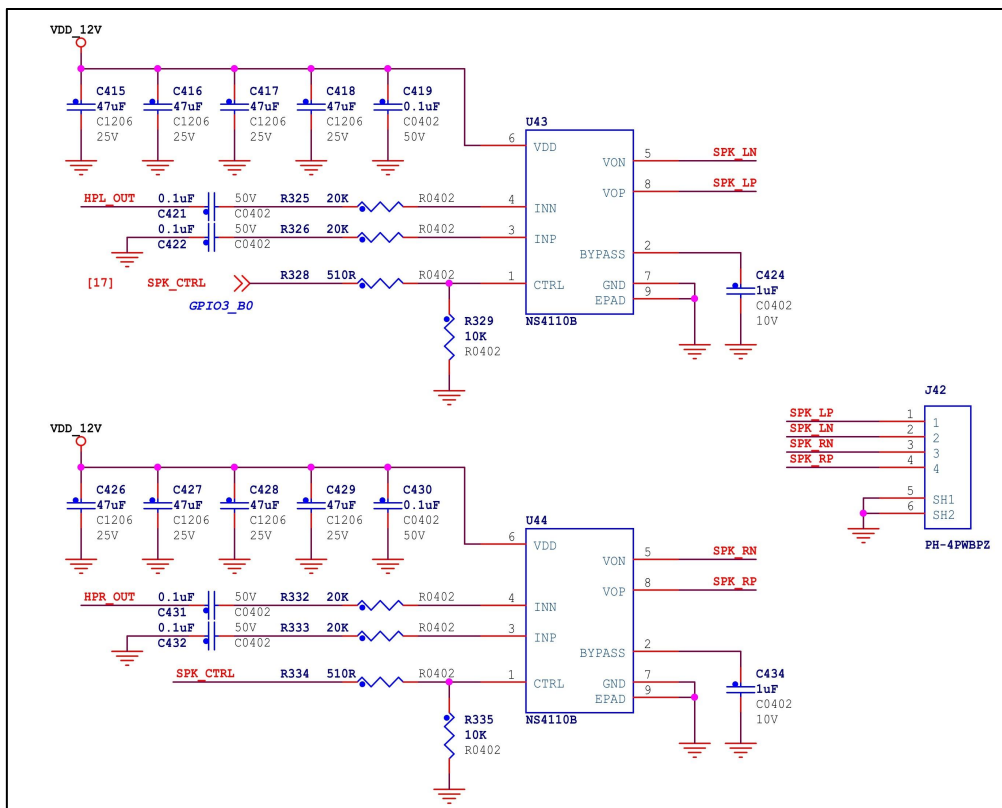 VDD_12V
C415 C416 C417 C418 C419
47uF 47uF 47uF 47uF 0.1uF
C1206 C1206 C1206 C1206 C0402
25V 25V 25V 25V 50V
U43
6 VDD
VON 5 SPK_LN
VOP 8 SPK_LP
HPL_OUT 0.1uF 50V R325 20K R0402 4 INN
C421 C0402
0.1uF 50V R326 20K R0402 3 INP
C422 C0402
BYPASS 2
C424
1uF
C0402
10V
[17] SPK_CTRL R328 510R R0402 1 CTRL
GPIO3_B0
GND 7
EPAD 9
NS4110B
R329
10K
R0402
J42
SPK_LP 1 1
SPK_LN 2 2
SPK_RN 3 3
SPK_RP 4 4
5 SH1
6 SH2
PH-4PWBPZ
VDD_12V
C426 C427 C428 C429 C430
47uF 47uF 47uF 47uF 0.1uF
C1206 C1206 C1206 C1206 C0402
25V 25V 25V 25V 50V
U44
6 VDD
VON 5 SPK_RN
VOP 8 SPK_RP
HPR_OUT 0.1uF 50V R332 20K R0402 4 INN
C431 C0402
0.1uF 50V R333 20K R0402 3 INP
C432 C0402
BYPASS 2
C434
1uF
C0402
10V
SPK_CTRL R334 510R R0402 1 CTRL
GND 7
EPAD 9
NS4110B
R335
10K
R0402